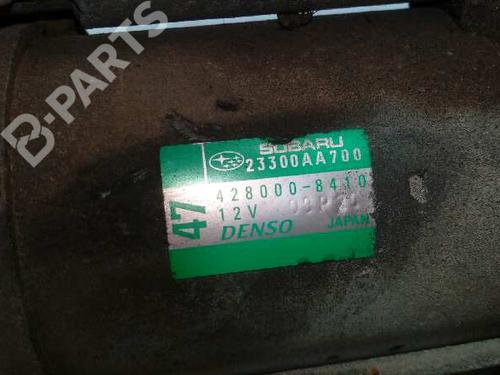 B-PARTS
SUBARU
23300AA700
47
428000-8410
12V
DENSO
JAPAN